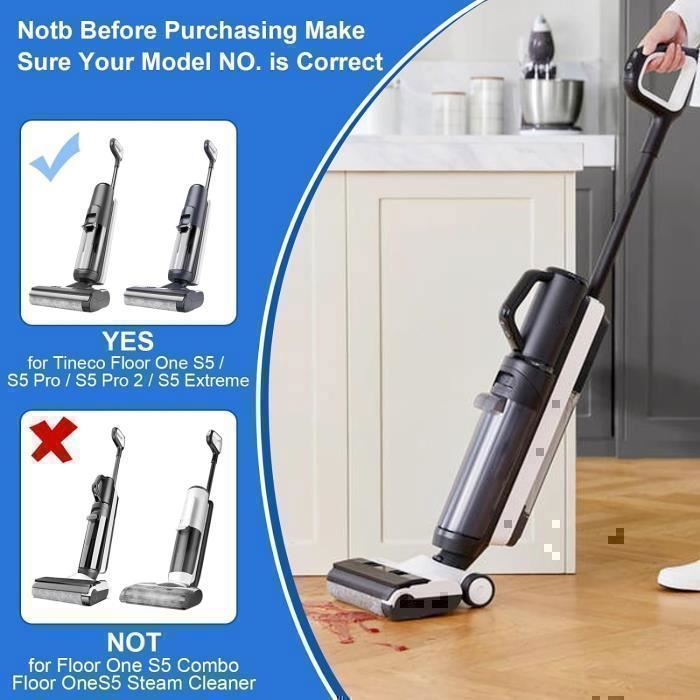 Notb Before Purchasing Make
Sure Your Model NO. is Correct
YES
for Tineco Floor One S5 /
S5 Pro / S5 Pro 2 / S5 Extreme
NOT
for Floor One S5 Combo
Floor OneS5 Steam Cleaner